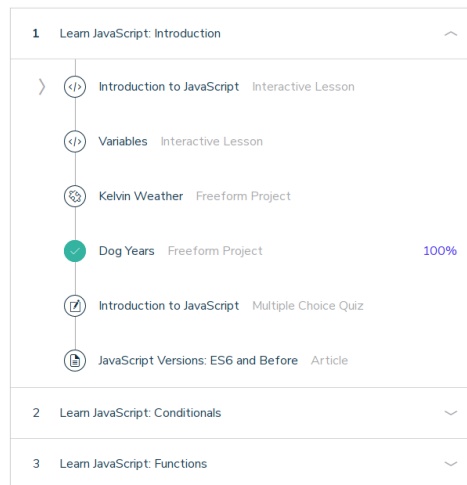 1 Learn JavaScript: Introduction
</> Introduction to JavaScript Interactive Lesson
</> Variables Interactive Lesson
Kelvin Weather Freeform Project
Dog Years Freeform Project 100%
Introduction to JavaScript Multiple Choice Quiz
JavaScript Versions: ES6 and Before Article
2 Learn JavaScript: Conditionals
3 Learn JavaScript: Functions